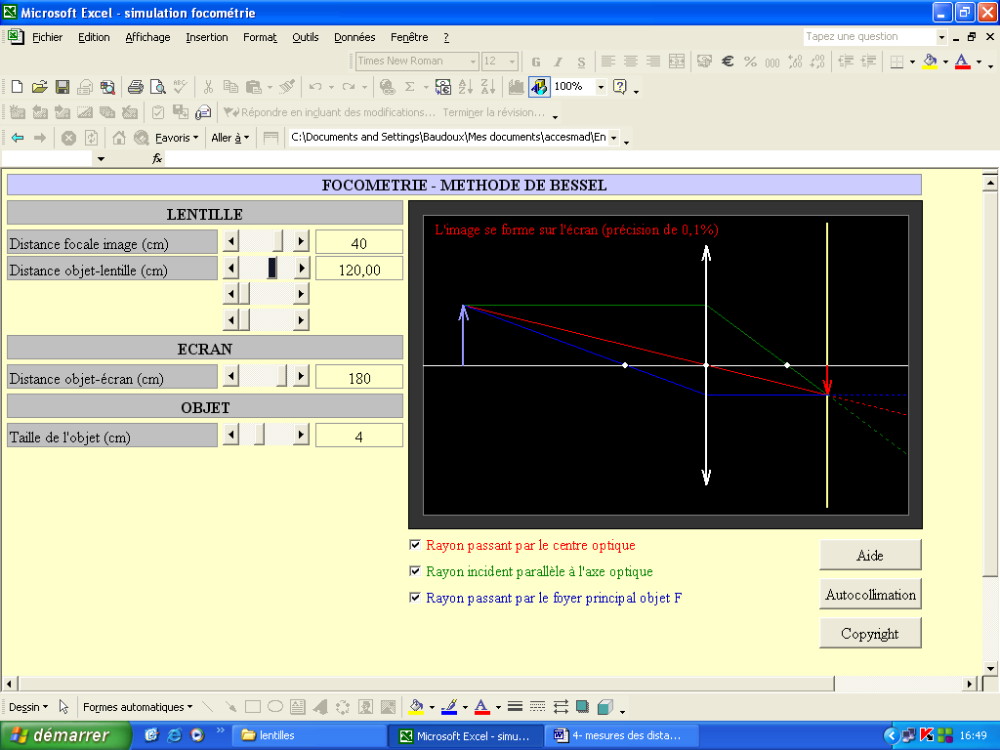 Microsoft Excel - simulation focométrie
Fichier Edition Affichage Insertion Format Outils Données Fenêtre ? Tapez une question
Times New Roman 12 G I S € % 000
100%
Répondre en incluant des modifications... Terminer la révision...
Favoris Aller à C:\Documents and Settings\Baudoux\Mes documents\accesmad\En
fx
FOCOMETRIE - METHODE DE BESSEL
LENTILLE
Distance focale image (cm) 40
Distance objet-lentille (cm) 120,00
ECRAN
Distance objet-écran (cm) 180
OBJET
Taille de l'objet (cm) 4
L'image se forme sur l'écran (précision de 0,1%)
Rayon passant par le centre optique
Rayon incident parallèle à l'axe optique
Rayon passant par le foyer principal objet F
Aide
Autocollimation
Copyright
Dessin Formes automatiques
démarrer lentilles Microsoft Excel - simu... 4- mesures des dista... 16:49